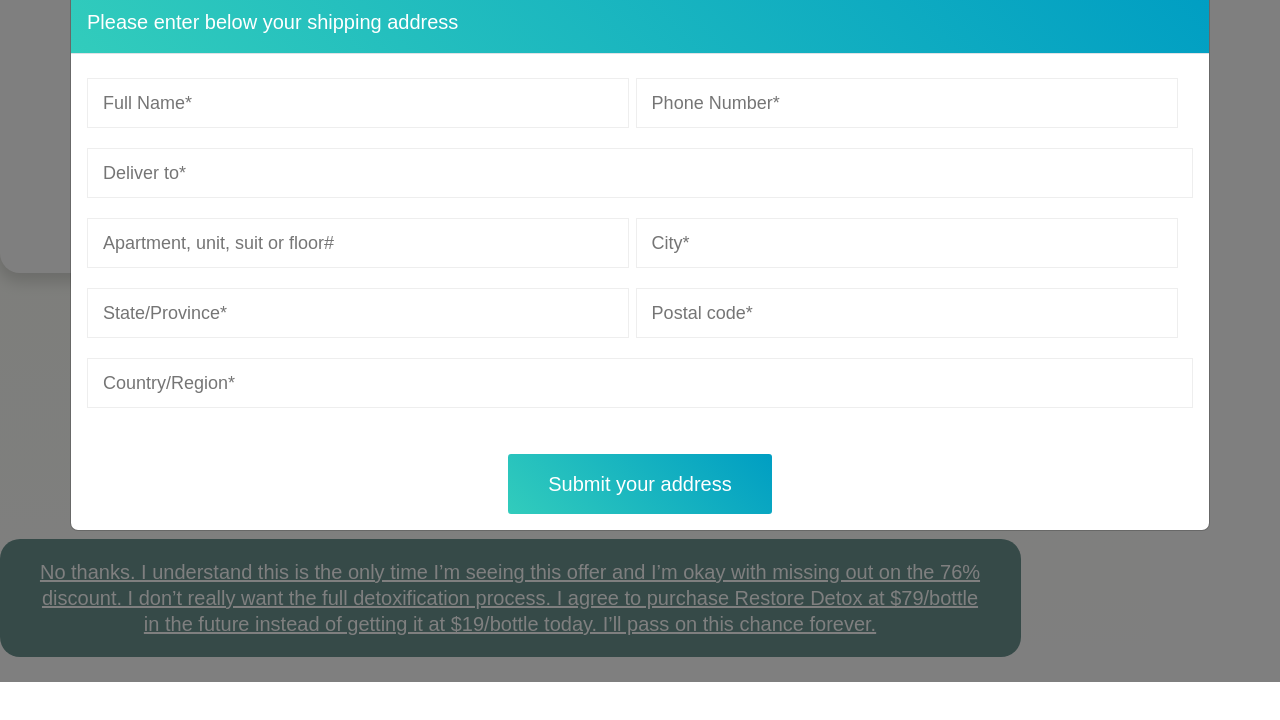 Please enter below your shipping address
Full Name* Phone Number*
Deliver to*
Apartment, unit, suit or floor# City*
State/Province* Postal code*
Country/Region*
Submit your address
No thanks. I understand this is the only time I’m seeing this offer and I’m okay with missing out on the 76%
discount. I don’t really want the full detoxification process. I agree to purchase Restore Detox at $79/bottle
in the future instead of getting it at $19/bottle today. I’ll pass on this chance forever.